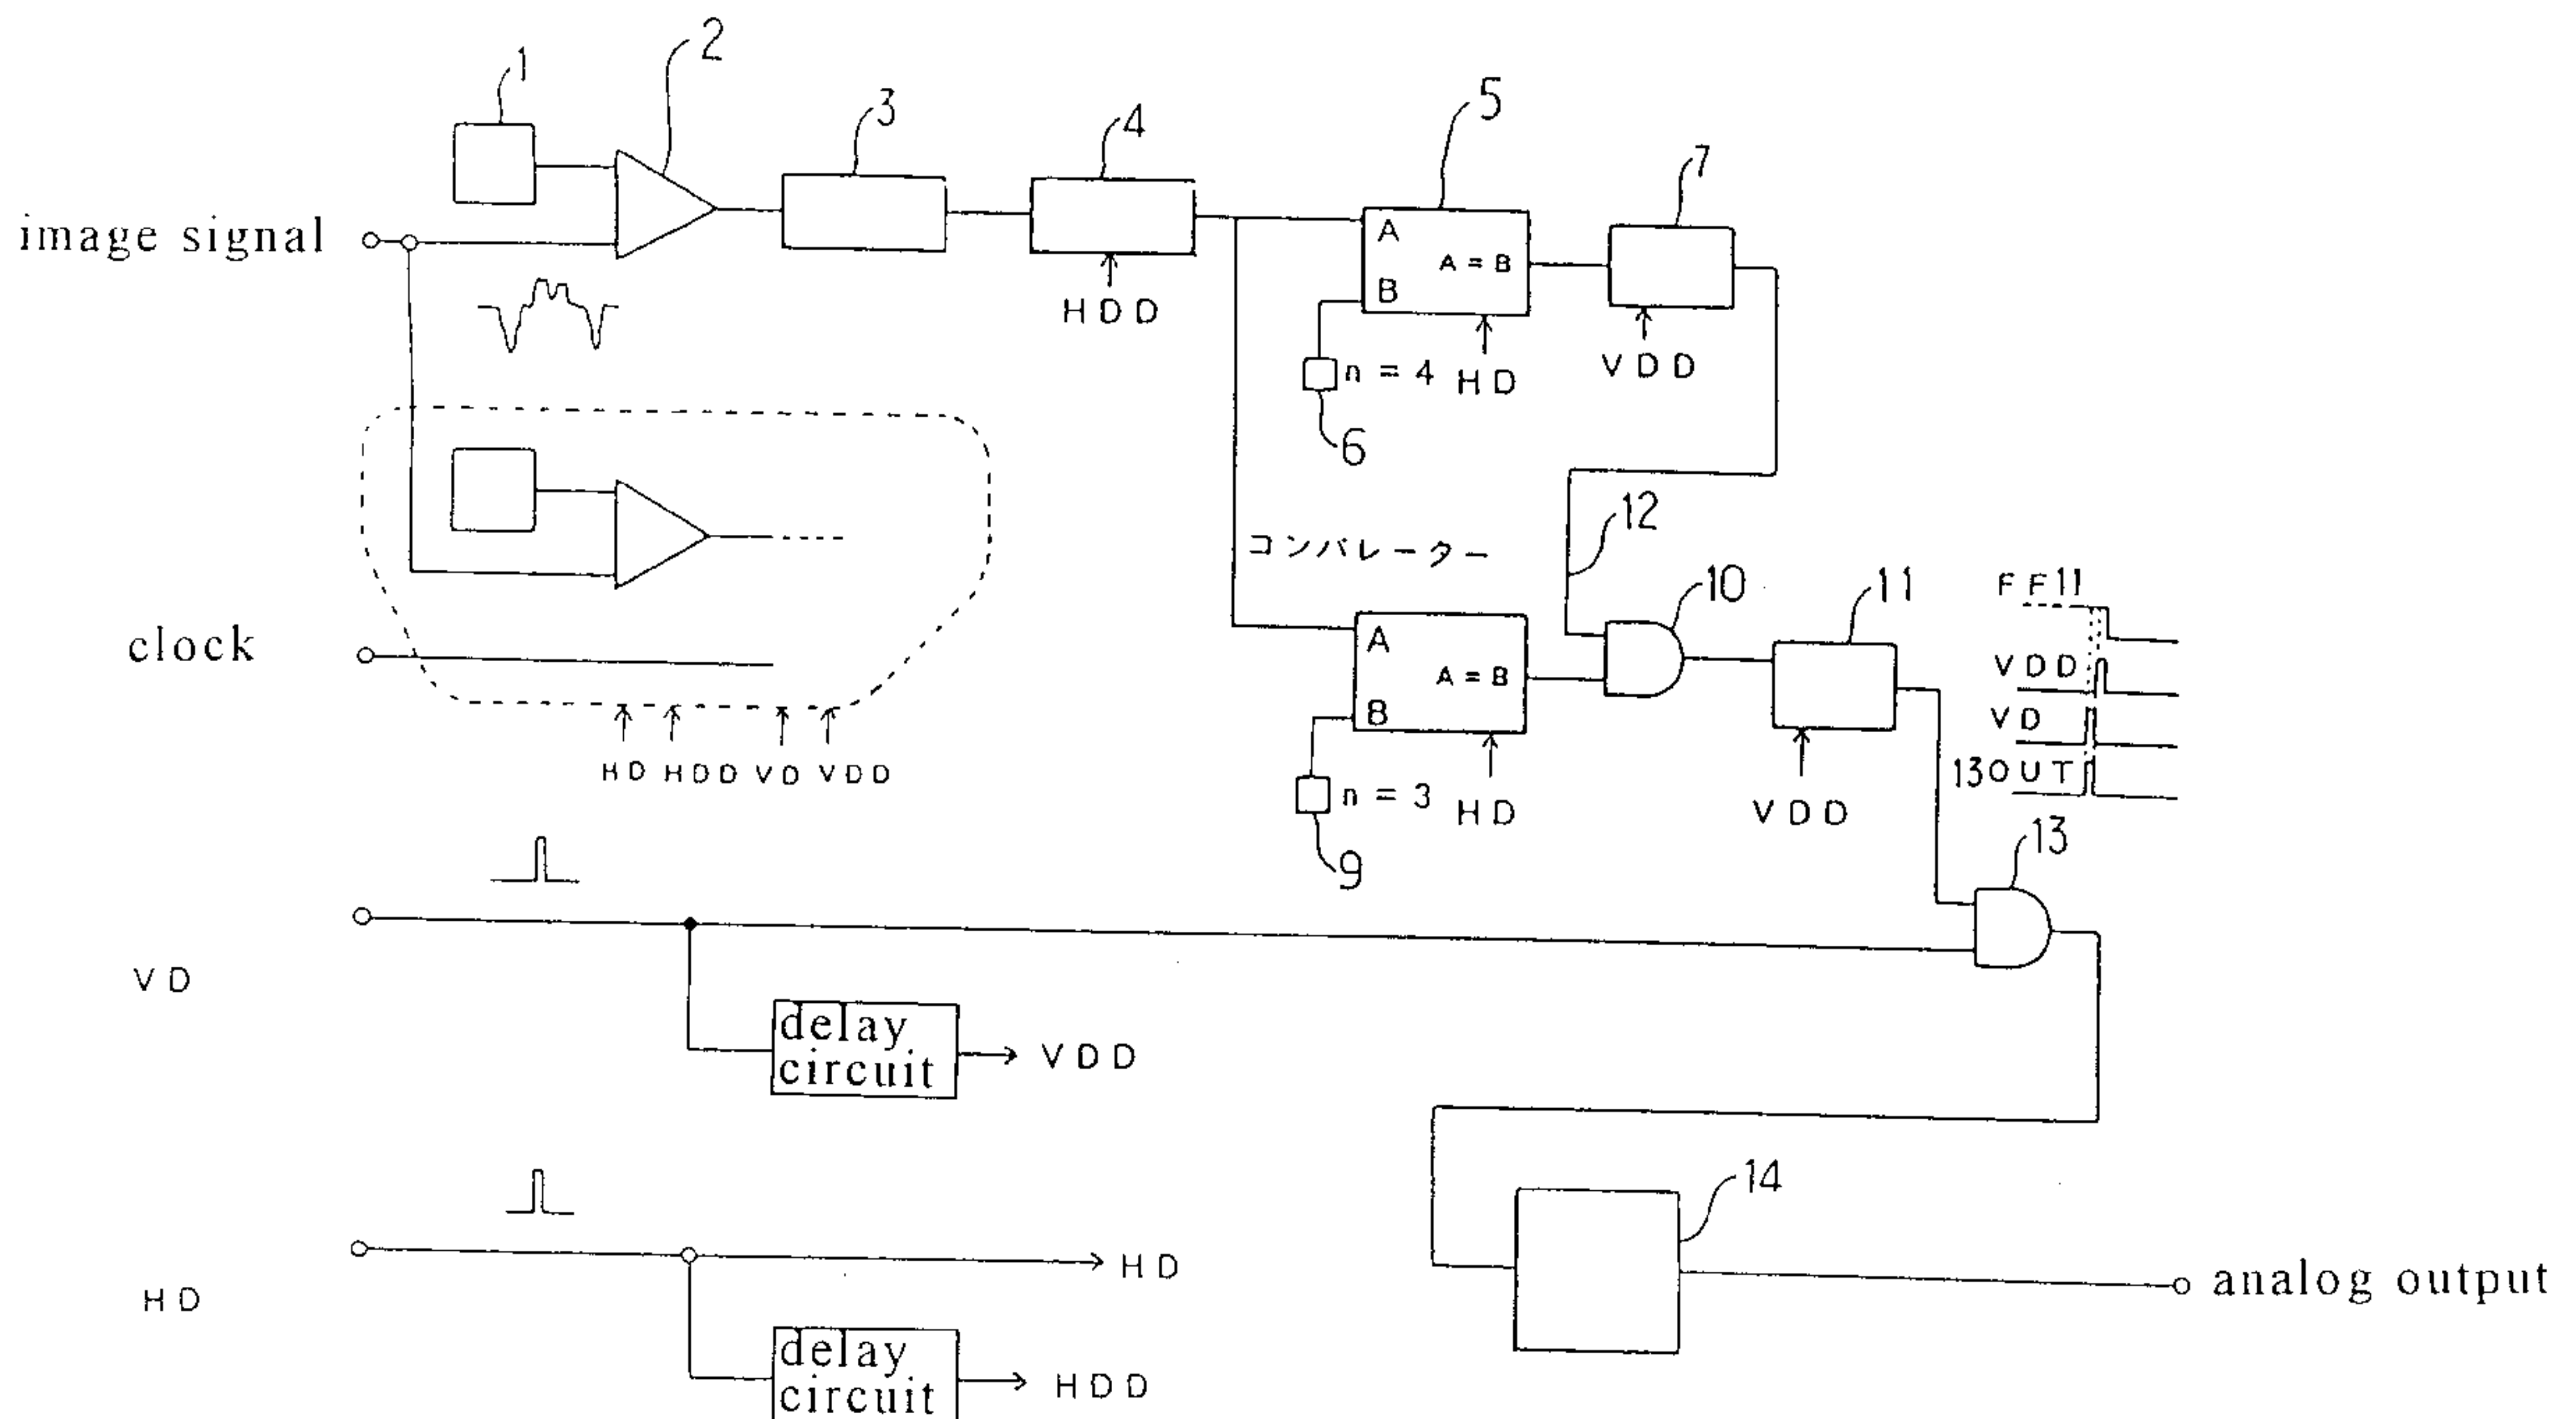 1
2
3
4
5
7
image signal
A
A = B
B
HDD
n = 4
HD
VDD
6
12
コンパレーター
10
11
FF11
VDD
VD
13OUT
clock
A
A = B
B
HD HDD VD VDD
n = 3
HD
VDD
9
13
VD
delay
circuit
VDD
14
HD
HD
analog output
delay
circuit
HDD